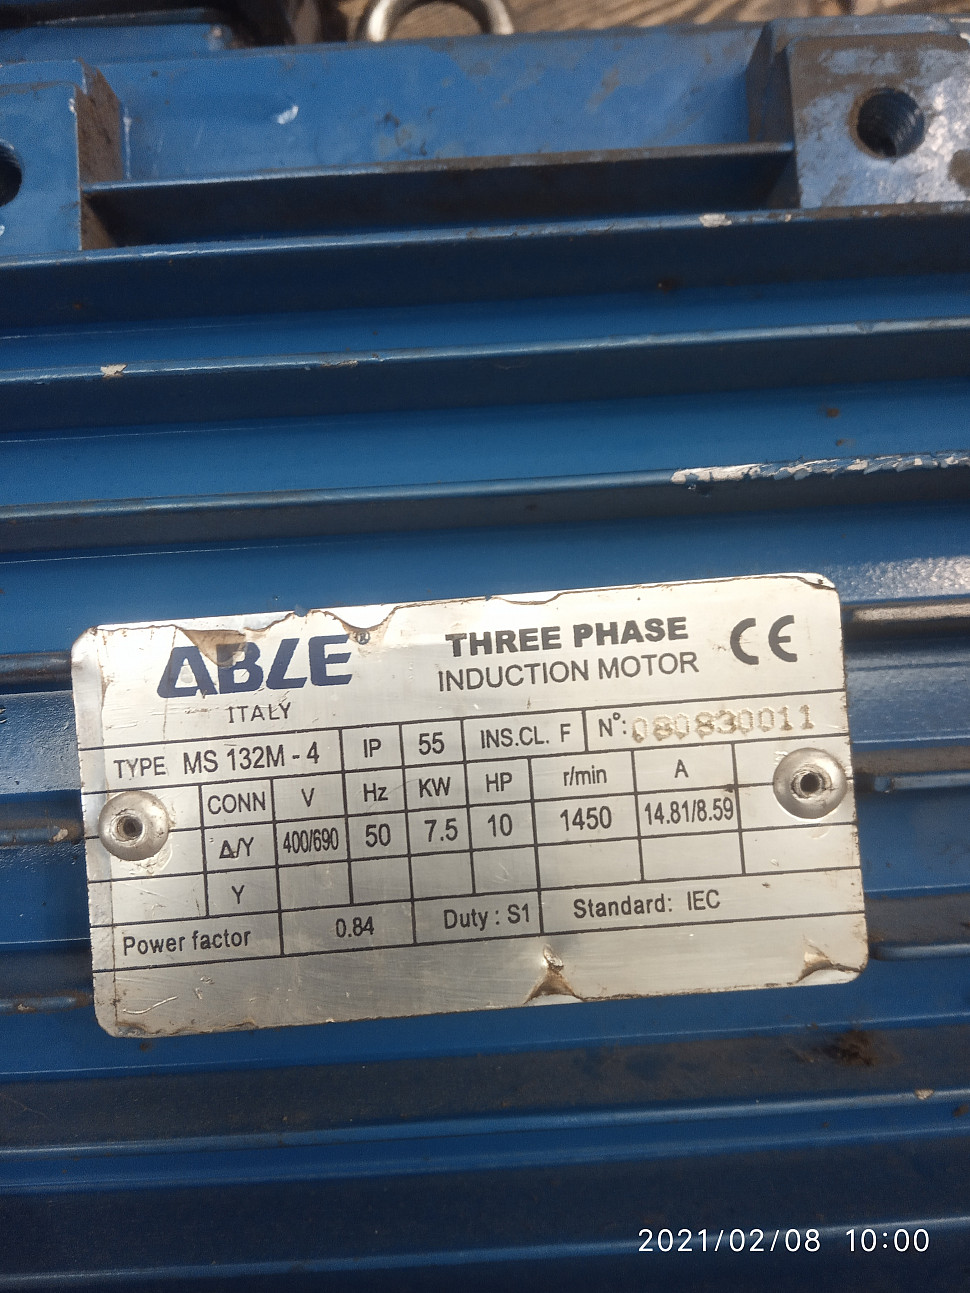 ABLE®
ITALY
THREE PHASE
INDUCTION MOTOR
CE
TYPE MS 132M - 4 IP 55 INS.CL. F Nº: 080830011
CONN V Hz KW HP r/min A
Δ/Y 400/690 50 7.5 10 1450 14.81/8.59
Y
Power factor 0.84 Duty : S1 Standard: IEC
2021/02/08 10:00